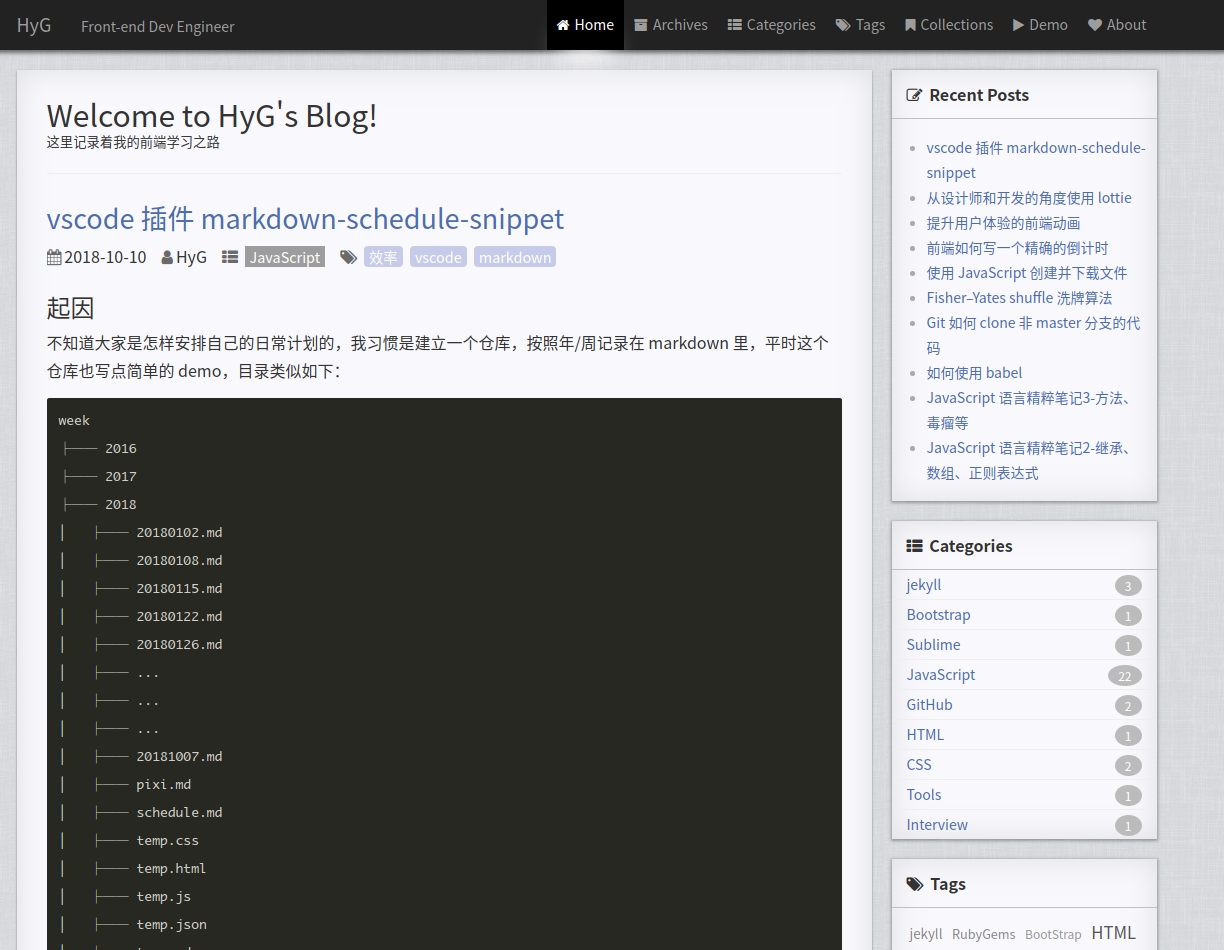 HyG Front-end Dev Engineer Home Archives Categories Tags Collections Demo About
Welcome to HyG's Blog!
这里记录着我的前端学习之路
vscode 插件 markdown-schedule-snippet
2018-10-10 HyG JavaScript 效率 vscode markdown
起因
不知道大家是怎样安排自己的日常计划的，我习惯是建立一个仓库，按照年/周记录在 markdown 里，平时这个
仓库也写点简单的 demo，目录类似如下：
week
├── 2016
├── 2017
├── 2018
│   ├── 20180102.md
│   ├── 20180108.md
│   ├── 20180115.md
│   ├── 20180122.md
│   ├── 20180126.md
│   ├── ...
│   ├── ...
│   ├── ...
│   ├── 20181007.md
│   ├── pixi.md
│   ├── schedule.md
│   ├── temp.css
│   ├── temp.html
│   ├── temp.js
│   ├── temp.json
Recent Posts
vscode 插件 markdown-schedule-
snippet
从设计师和开发的角度使用 lottie
提升用户体验的前端动画
前端如何写一个精确的倒计时
使用 JavaScript 创建并下载文件
Fisher–Yates shuffle 洗牌算法
Git 如何 clone 非 master 分支的代
码
如何使用 babel
JavaScript 语言精粹笔记3-方法、
毒瘤等
JavaScript 语言精粹笔记2-继承、
数组、正则表达式
Categories
jekyll 3
Bootstrap 1
Sublime 1
JavaScript 22
GitHub 2
HTML 1
CSS 2
Tools 1
Interview 1
Tags
jekyll RubyGems BootStrap HTML